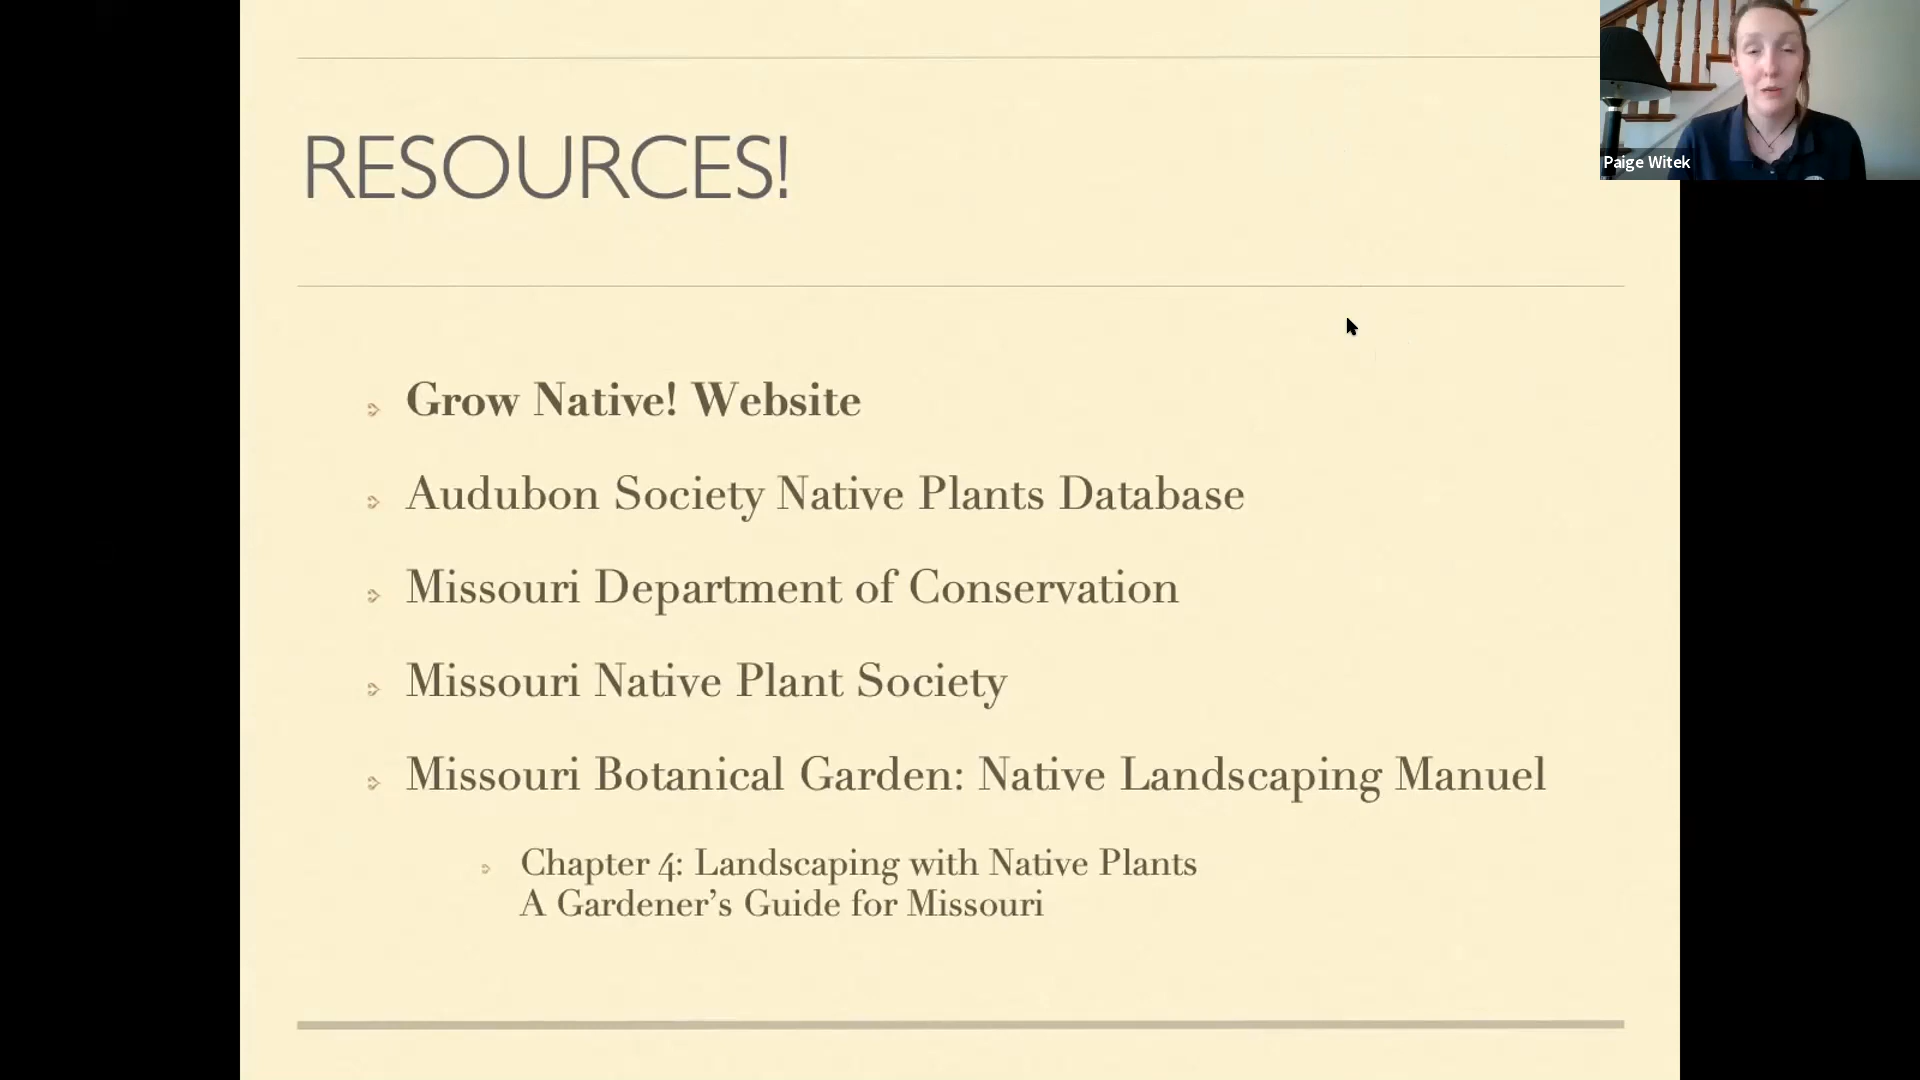 RESOURCES!
Paige Witek
Grow Native! Website
Audubon Society Native Plants Database
Missouri Department of Conservation
Missouri Native Plant Society
Missouri Botanical Garden: Native Landscaping Manuel
Chapter 4: Landscaping with Native Plants
A Gardener’s Guide for Missouri